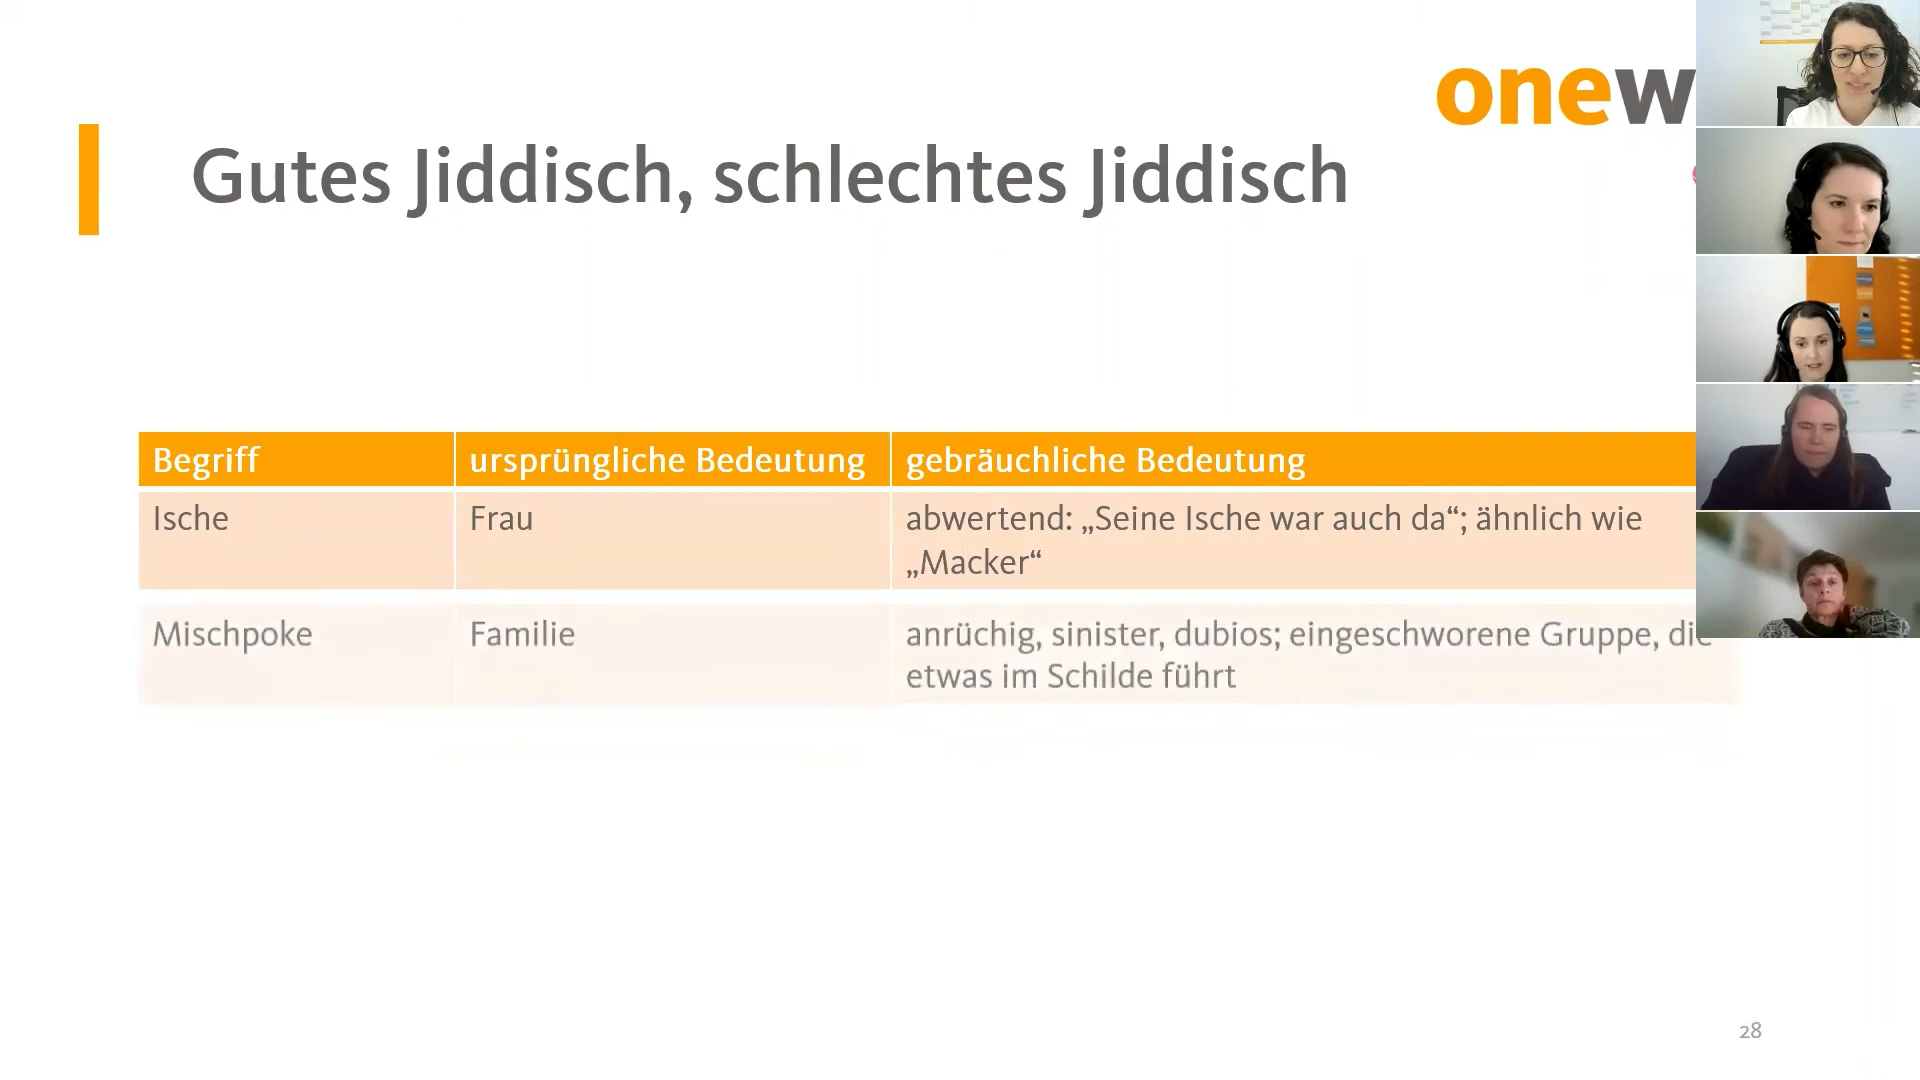 onew
Gutes Jiddisch, schlechtes Jiddisch
Begriff ursprüngliche Bedeutung gebräuchliche Bedeutung
Ische Frau abwertend: „Seine Ische war auch da“; ähnlich wie
„Macker“
Mischpoke Familie anrüchig, sinister, dubios; eingeschworene Gruppe, die
etwas im Schilde führt
28